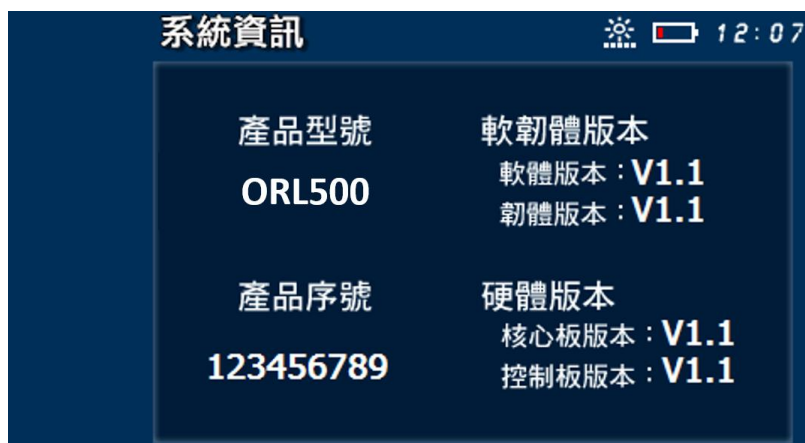 系統資訊
12:07
產品型號
ORL500
軟韌體版本
軟體版本：V1.1
韌體版本：V1.1
產品序號
123456789
硬體版本
核心板版本：V1.1
控制板版本：V1.1